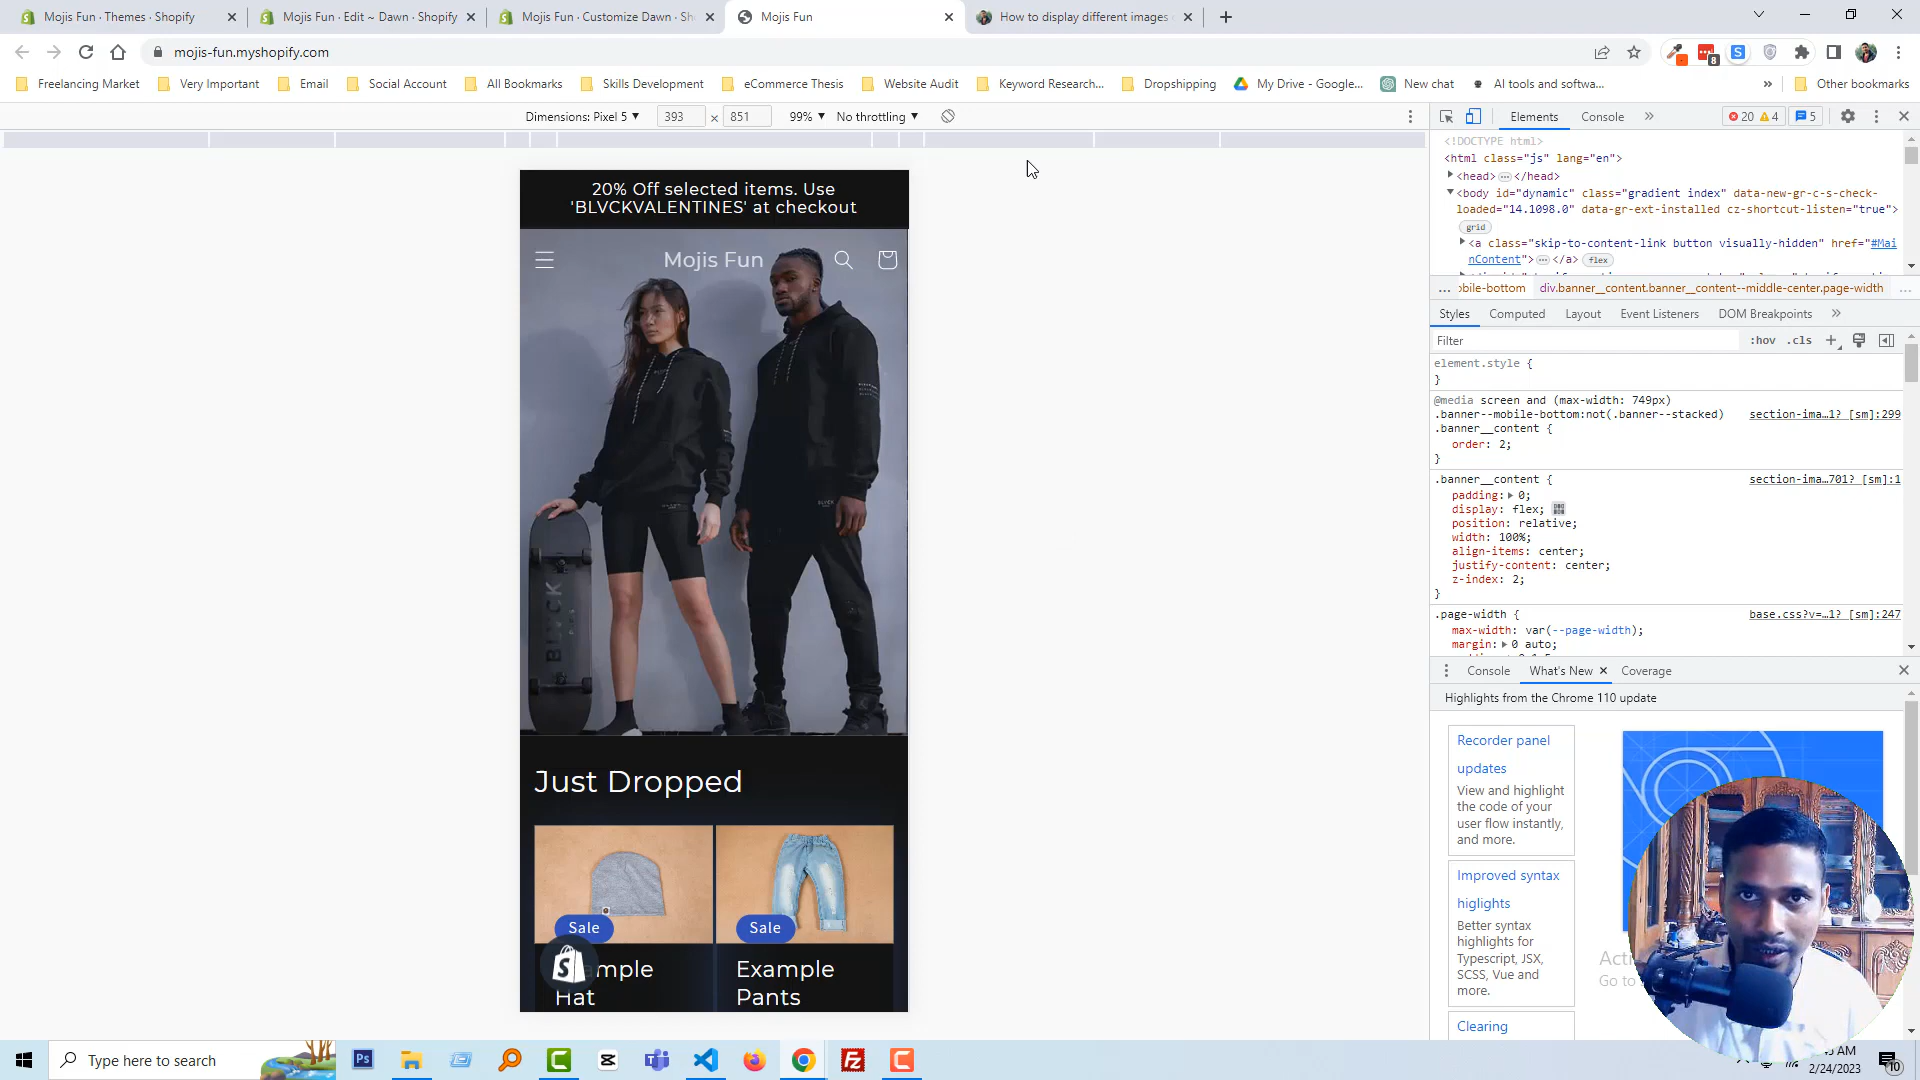 Mojis Fun · Themes · Shopify
Mojis Fun · Edit ~ Dawn · Shopify
Mojis Fun · Customize Dawn · Sh
Mojis Fun
How to display different images
mojis-fun.myshopify.com
8
Freelancing Market
Very Important
Email
Social Account
All Bookmarks
Skills Development
eCommerce Thesis
Website Audit
Keyword Research...
Dropshipping
My Drive - Google...
New chat
AI tools and softwa...
»
Other bookmarks
Dimensions: Pixel 5
393
×
851
99%
No throttling
Elements
Console
»
20
4
5
<!DOCTYPE html>
<html class="js" lang="en">
<head> </head>
<body id="dynamic" class="gradient index" data-new-gr-c-s-check-
loaded="14.1098.0" data-gr-ext-installed cz-shortcut-listen="true">
grid
<a class="skip-to-content-link button visually-hidden" href="#Mai
nContent"> </a> flex
... obile-bottom div.banner__content.banner__content--middle-center.page-width ...
Styles
Computed
Layout
Event Listeners
DOM Breakpoints
»
Filter
:hov
.cls
+
element.style {
}
@media screen and (max-width: 749px)
.banner--mobile-bottom:not(.banner--stacked) section-ima…1? [sm]:299
.banner__content {
order: 2;
}
.banner__content { section-ima…701? [sm]:1
padding: 0;
display: flex;
position: relative;
width: 100%;
align-items: center;
justify-content: center;
z-index: 2;
}
.page-width { base.css?v=…1? [sm]:247
max-width: var(--page-width);
margin: 0 auto;
Console
What's New
Coverage
Highlights from the Chrome 110 update
Recorder panel
updates
View and highlight
the code of your
user flow instantly,
and more.
Improved syntax
higlights
Better syntax
highlights for
Typescript, JSX,
SCSS, Vue and
more.
Clearing
Go to
20% Off selected items. Use
'BLVCKVALENTINES' at checkout
Mojis Fun
BLVCK
Just Dropped
Sale
Sale
mple
Hat
Example
Pants
Type here to search
AM
2/24/2023
10